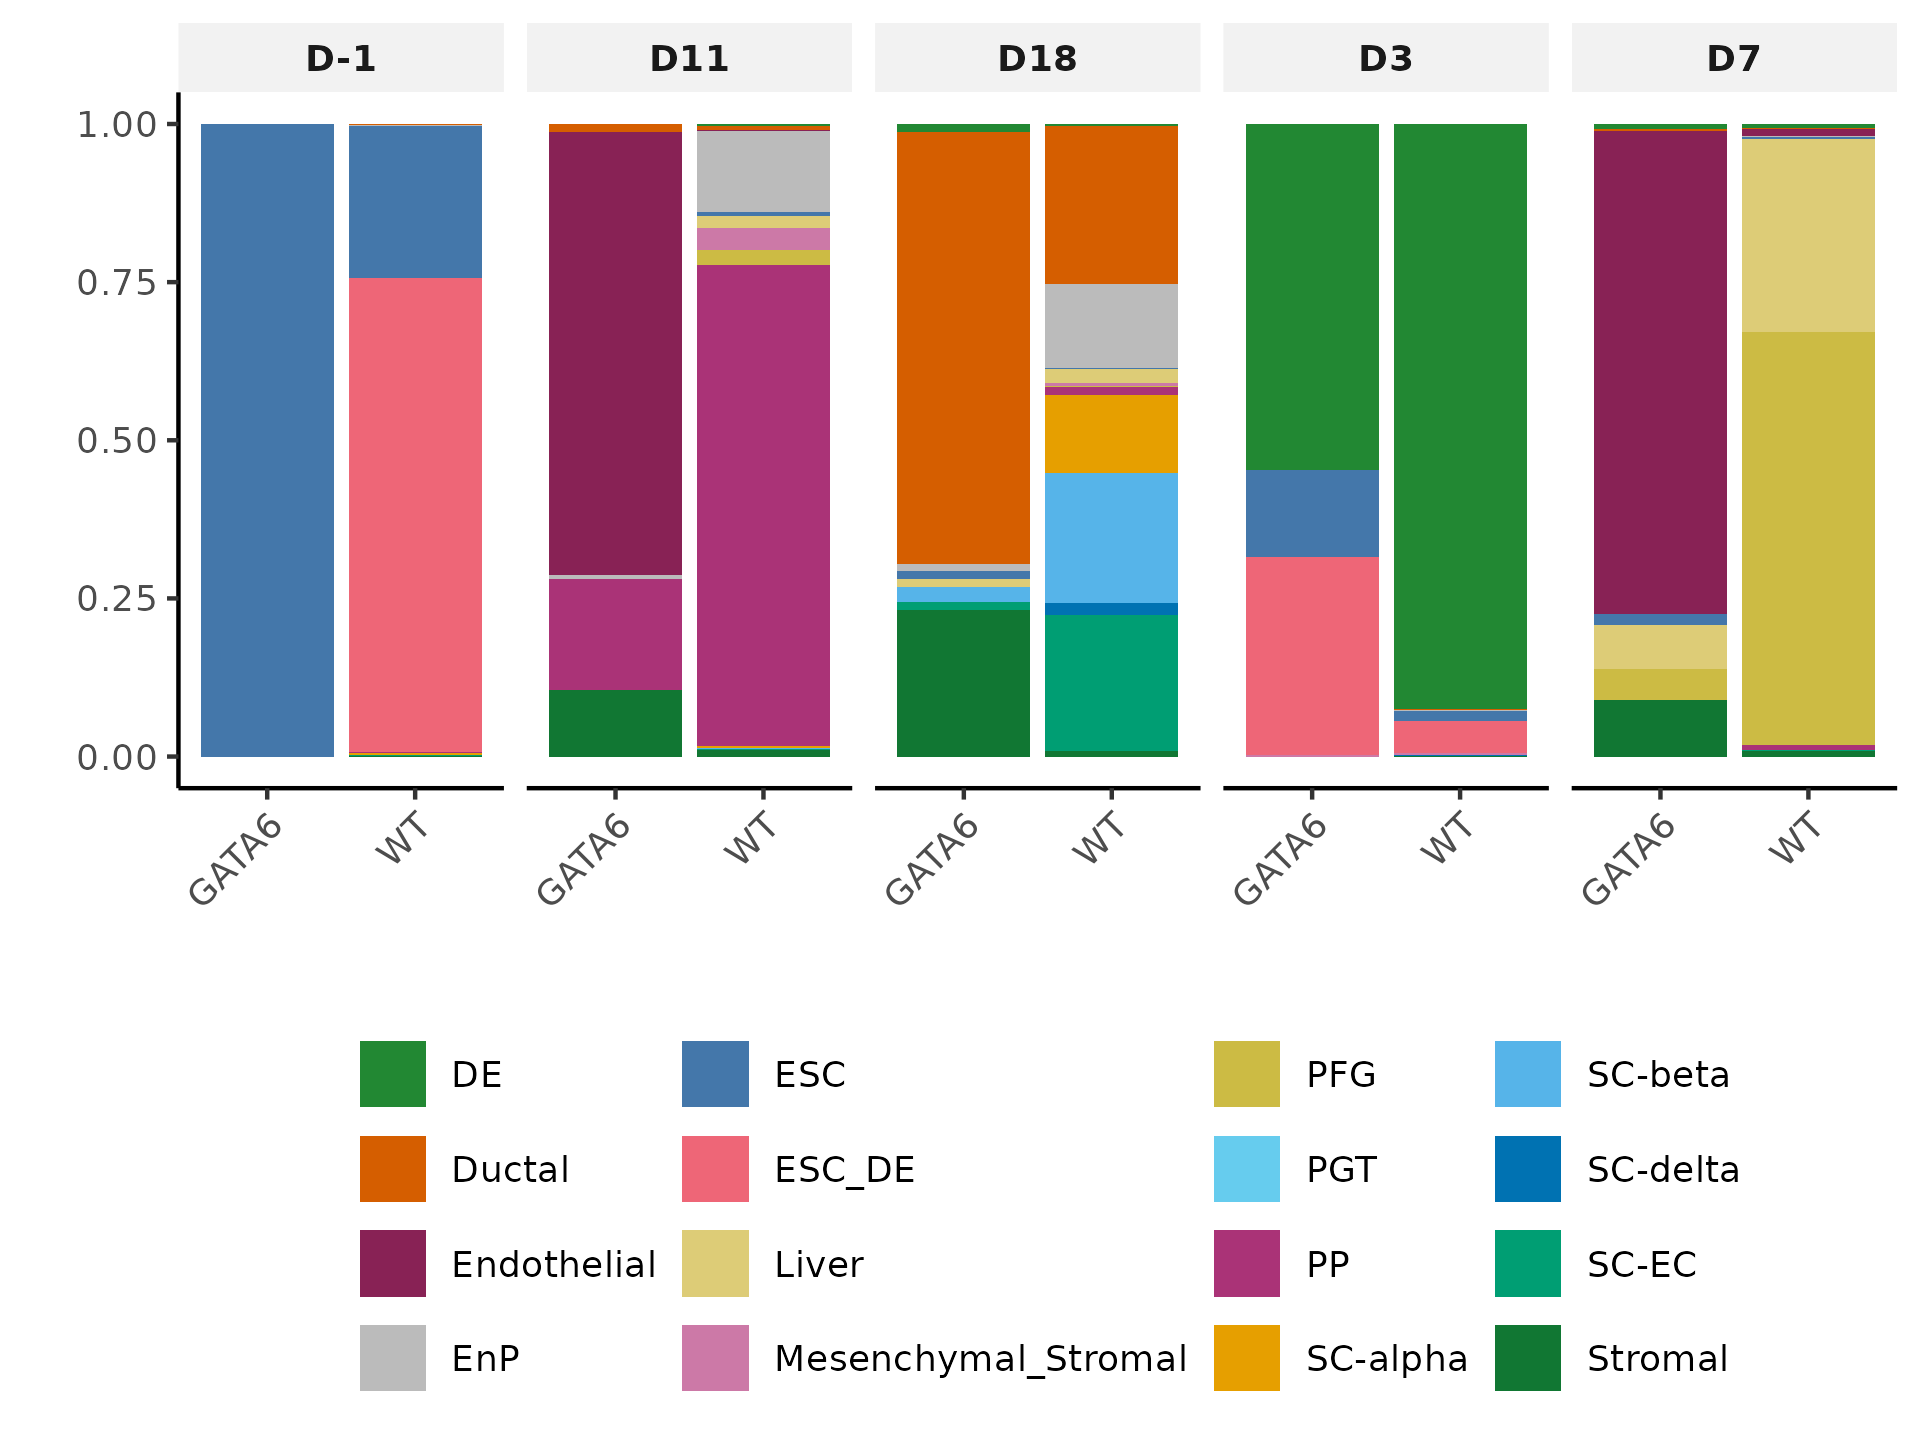 D-1 D11 D18 D3 D7
1.00
0.75
0.50
0.25
0.00
GATA6 WT GATA6 WT GATA6 WT GATA6 WT GATA6 WT
DE ESC PFG SC-beta
Ductal ESC_DE PGT SC-delta
Endothelial Liver PP SC-EC
EnP Mesenchymal_Stromal SC-alpha Stromal